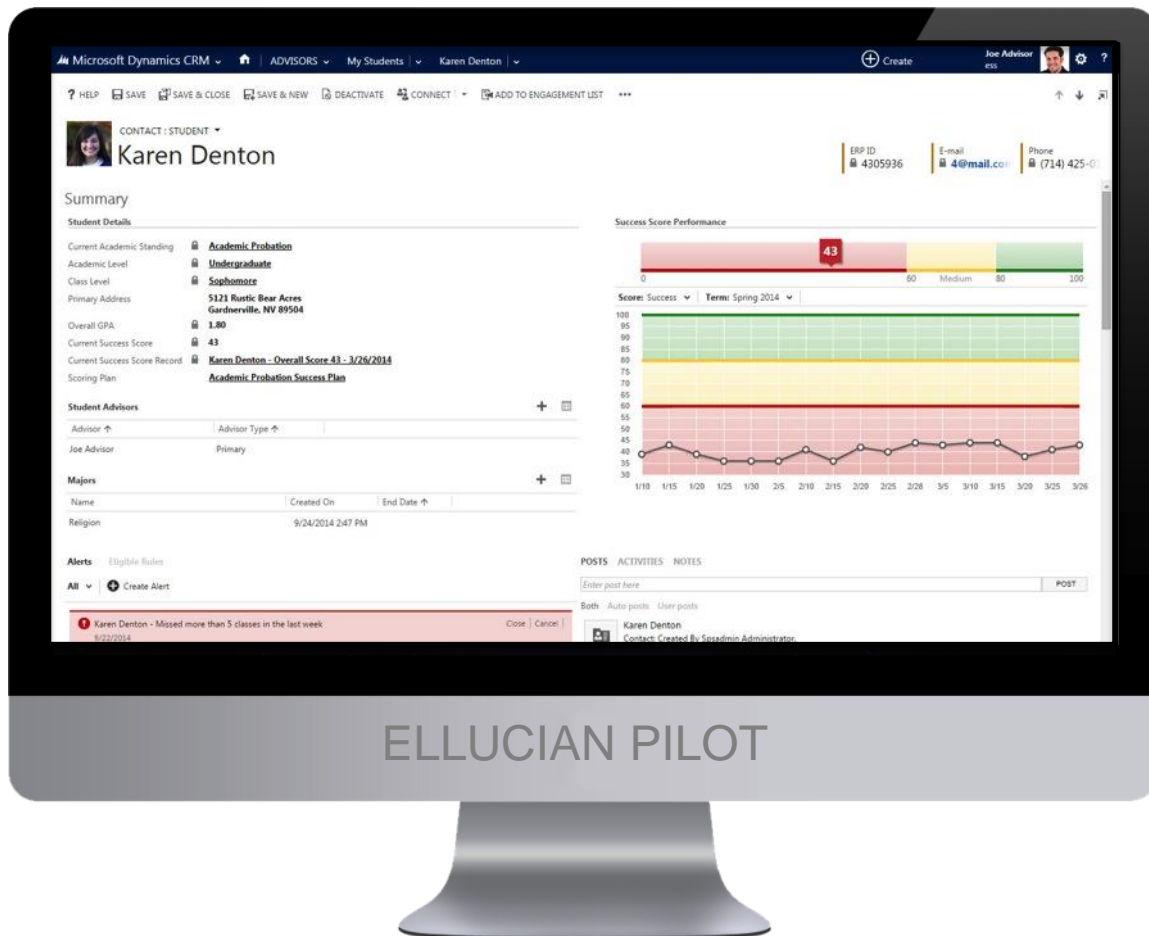 Microsoft Dynamics CRM ADVISORS My Students Karen Denton Create Joe Advisor ?
ess
? HELP SAVE SAVE & CLOSE SAVE & NEW DEACTIVATE CONNECT ADD TO ENGAGEMENT LIST •••
CONTACT : STUDENT
Karen Denton
ERP ID E-mail Phone
4305936 4@mail.co (714) 425-0
Summary
Student Details
Current Academic Standing Academic Probation
Academic Level Undergraduate
Class Level Sophomore
Primary Address 5121 Rustic Bear Acres
Gardnerville, NV 89504
Overall GPA 1.80
Current Success Score 43
Current Success Score Record Karen Denton - Overall Score 43 - 3/26/2014
Scoring Plan Academic Probation Success Plan
Student Advisors
Advisor Advisor Type
Joe Advisor Primary
Majors
Name Created On End Date
Religion 9/24/2014 2:47 PM
Alerts Eligible Rules
All Create Alert
Karen Denton - Missed more than 5 classes in the last week Close Cancel
9/22/2014
Success Score Performance
43
0 60 Medium 80 100
Score: Success Term: Spring 2014
100
95
90
85
80
75
70
65
60
55
50
45
40
35
30
1/10 1/15 1/20 1/25 1/30 2/5 2/10 2/15 2/20 2/25 2/28 3/5 3/10 3/15 3/20 3/25 3/26
POSTS ACTIVITIES NOTES
Enter post here POST
Both Auto posts User posts
Karen Denton
Contact: Created By Spsadmin Administrator.
ELLUCIAN PILOT